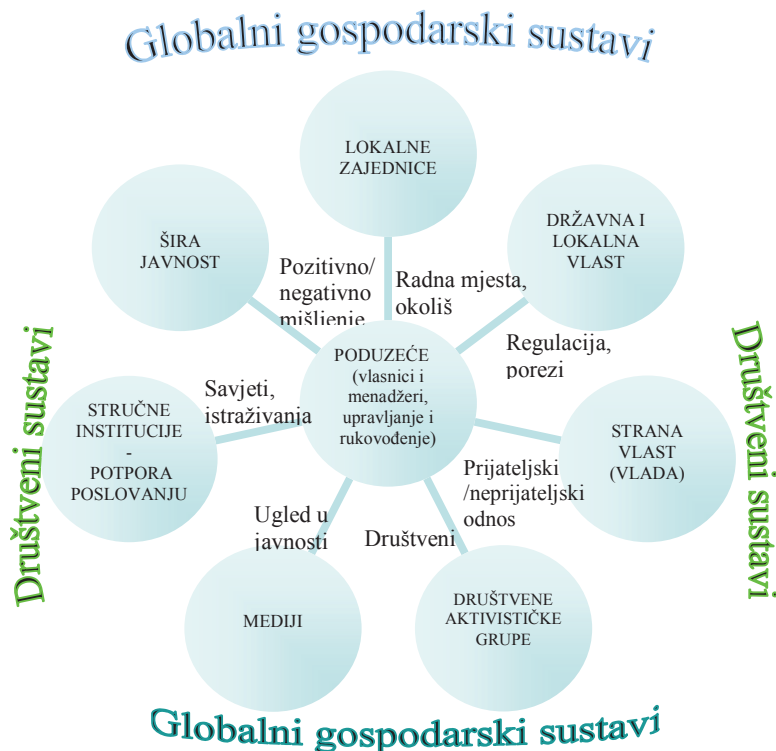 Globalni gospodarski sustavi
LOKALNE
ZAJEDNICE
ŠIRA
JAVNOST
DRŽAVNA I
LOKALNA
VLAST
Pozitivno/
negativno
mišljenje
Radna mjesta,
okoliš
Regulacija,
porezi
Društveni sustavi
Društveni sustavi
PODUZEĆE
(vlasnici i
menadžeri,
upravljanje i
rukovođenje)
Savjeti,
istraživanja
STRUČNE
INSTITUCIJE
-
POTPORA
POSLOVANJU
STRANA
VLAST
(VLADA)
Prijateljski
/neprijateljski
odnos
Ugled u
javnosti
Društveni
MEDIJI
DRUŠTVENE
AKTIVISTIČKE
GRUPE
Globalni gospodarski sustavi